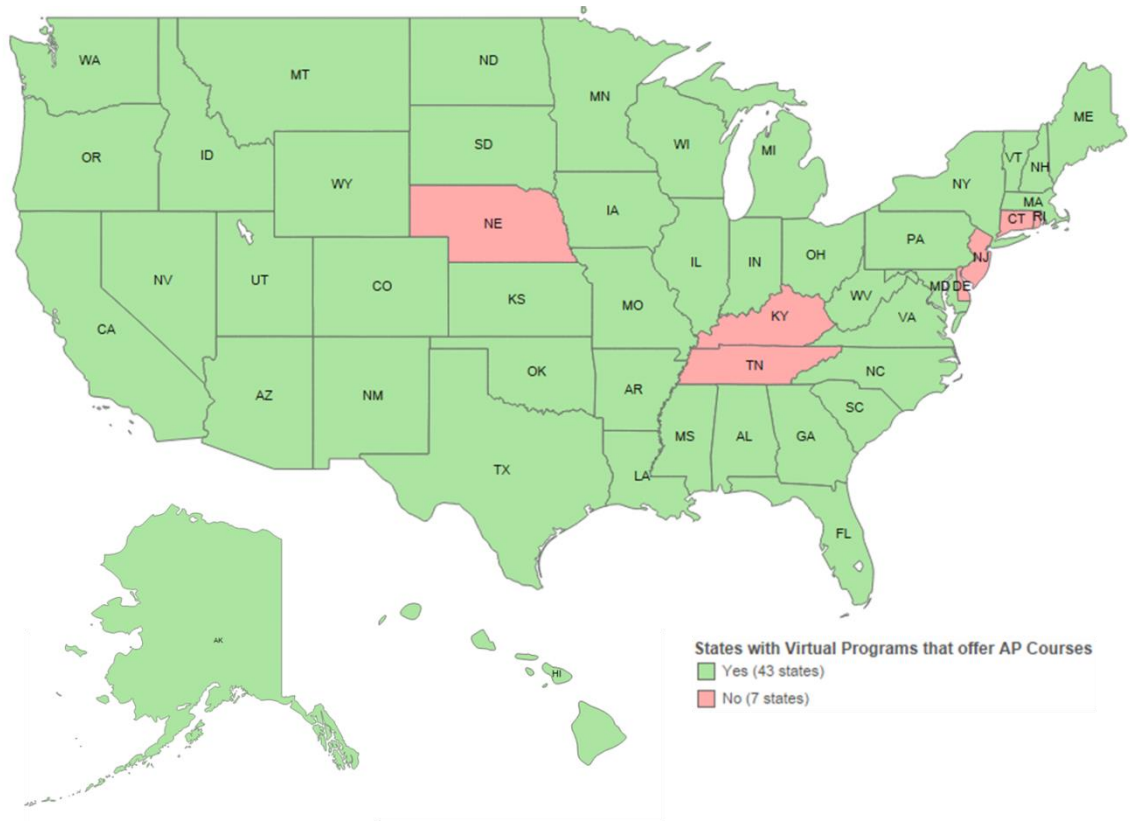 WA
MT
ND
MN
ME
OR
ID
SD
WI
MI
VT
NH
WY
NY
MA
NE
IA
CT
RI
PA
NV
UT
CO
IL
IN
OH
NJ
KS
MO
WV
MD
DE
CA
KY
VA
AZ
NM
OK
TN
NC
AR
SC
MS
AL
GA
TX
LA
FL
AK
HI
States with Virtual Programs that offer AP Courses
Yes (43 states)
No (7 states)